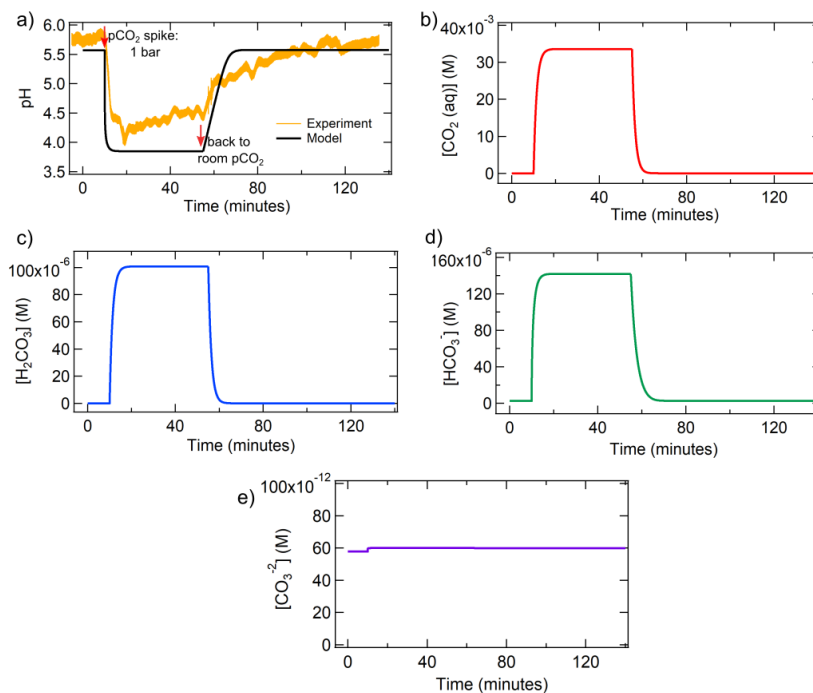 a)
6.0
5.5
5.0
4.5
4.0
3.5
pH
pCO₂ spike:
1 bar
Experiment
Model
back to
room pCO₂
0
40
80
120
Time (minutes)
b)
40x10⁻³
30
20
10
0
[CO₂ (aq)] (M)
0
40
80
120
Time (minutes)
c)
100x10⁻⁶
80
60
40
20
0
[H₂CO₃] (M)
0
40
80
120
Time (minutes)
d)
160x10⁻⁶
120
80
40
0
[HCO₃⁻] (M)
0
40
80
120
Time (minutes)
e)
100x10⁻¹²
80
60
40
20
0
[CO₃⁻²] (M)
0
40
80
120
Time (minutes)